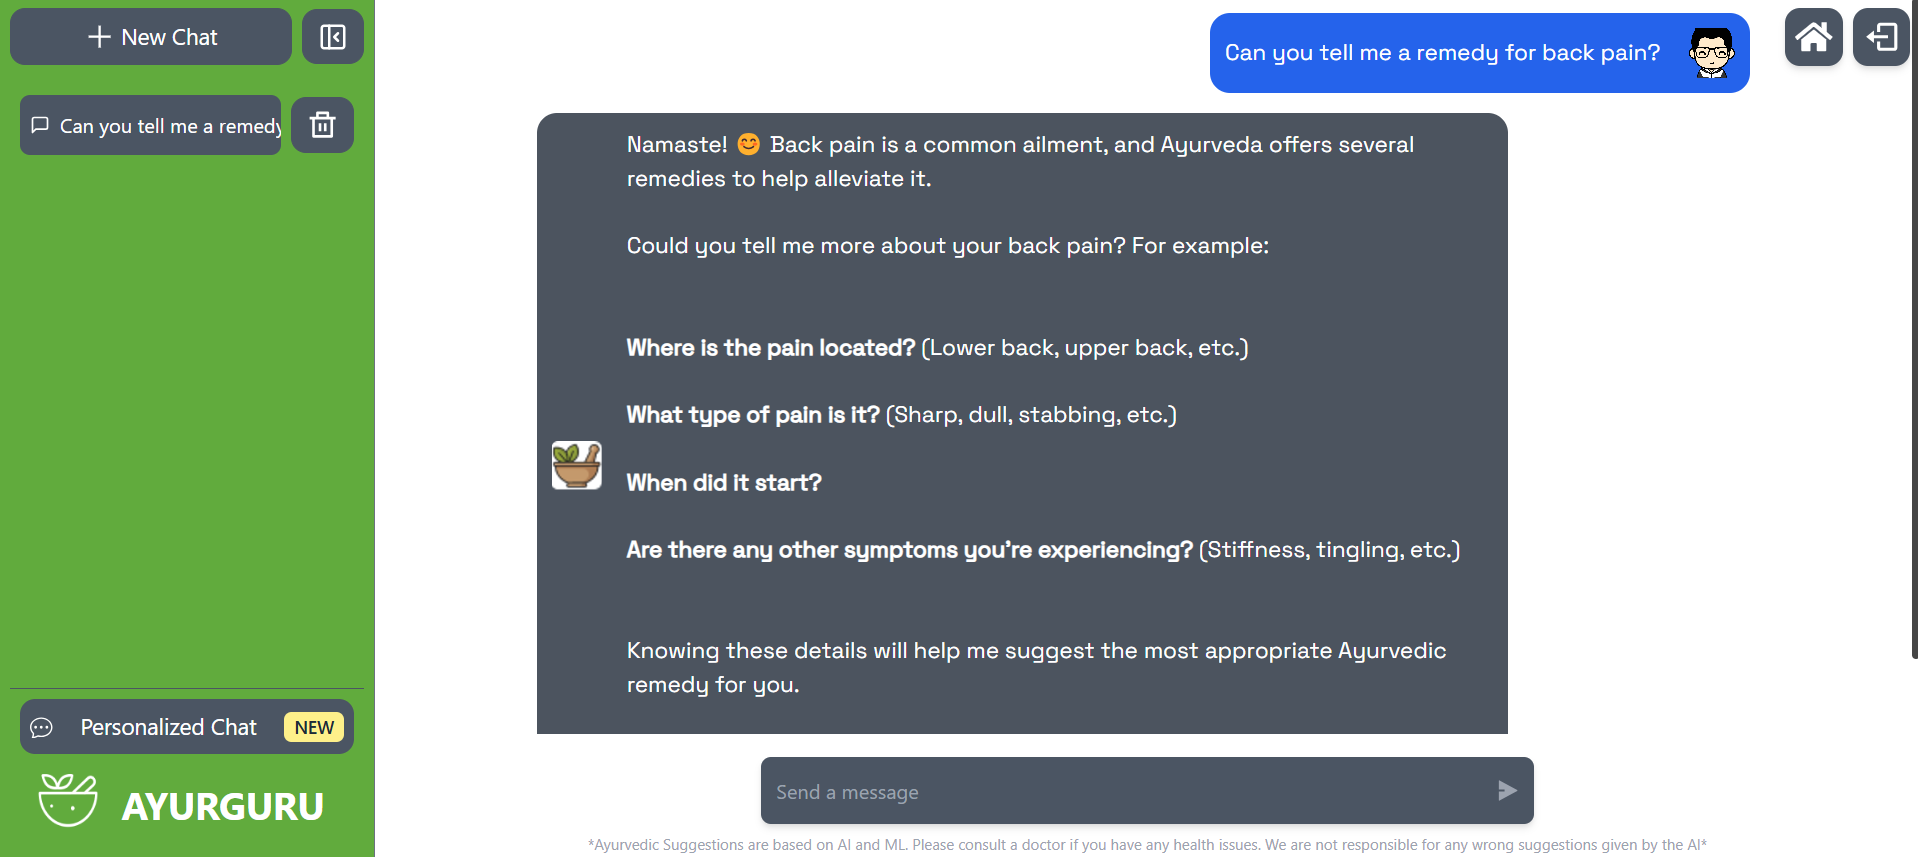 New Chat
Can you tell me a remedy
Personalized Chat NEW
AYURGURU
Can you tell me a remedy for back pain?
Namaste! 😊 Back pain is a common ailment, and Ayurveda offers several
remedies to help alleviate it.
Could you tell me more about your back pain? For example:
Where is the pain located? (Lower back, upper back, etc.)
What type of pain is it? (Sharp, dull, stabbing, etc.)
When did it start?
Are there any other symptoms you're experiencing? (Stiffness, tingling, etc.)
Knowing these details will help me suggest the most appropriate Ayurvedic
remedy for you.
Send a message
*Ayurvedic Suggestions are based on AI and ML. Please consult a doctor if you have any health issues. We are not responsible for any wrong suggestions given by the AI*